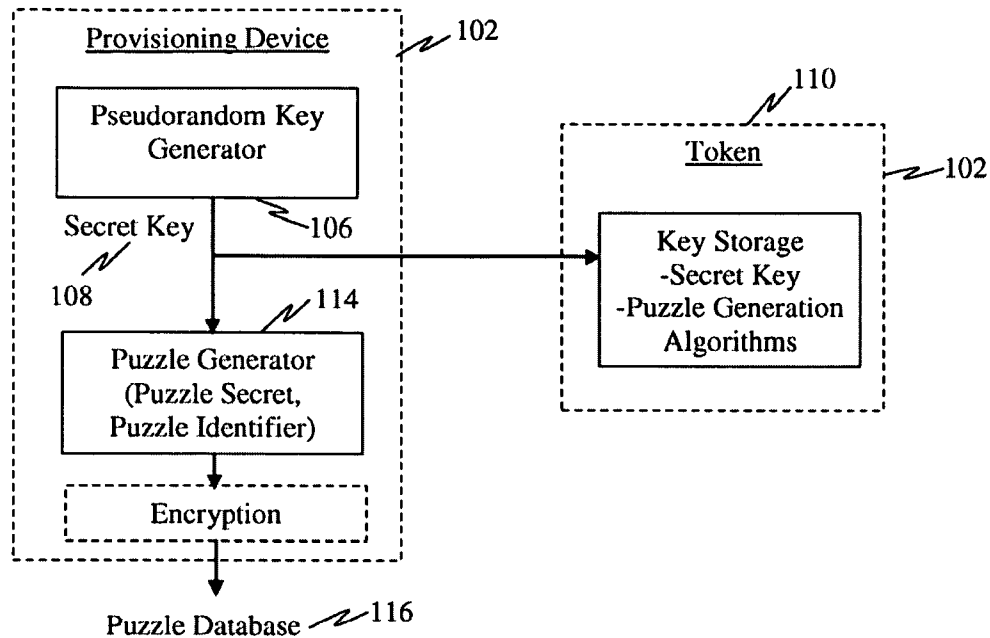 Provisioning Device
102
Pseudorandom Key
Generator
106
Secret Key
108
114
Puzzle Generator
(Puzzle Secret,
Puzzle Identifier)
Encryption
Puzzle Database
116
110
Token
102
Key Storage
-Secret Key
-Puzzle Generation
Algorithms